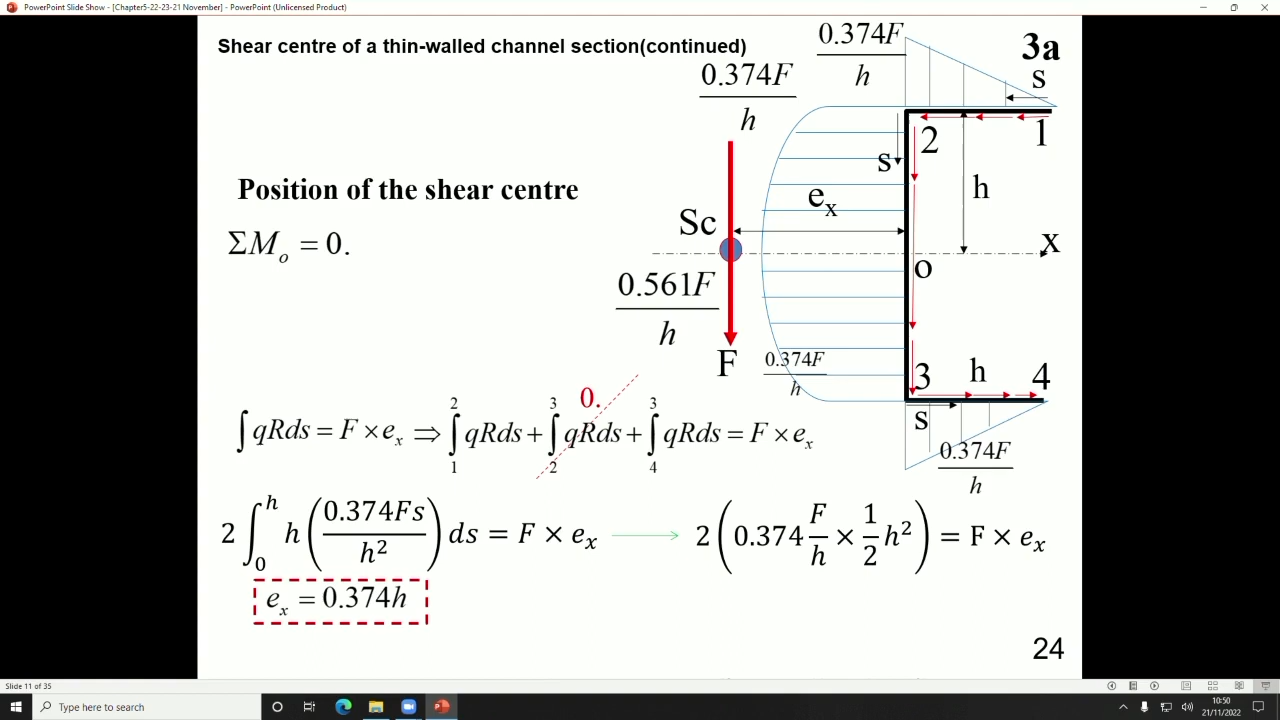 PowerPoint Slide Show - [Chapter5-22-23-21 November] - PowerPoint (Unlicensed Product)
Shear centre of a thin-walled channel section(continued)
0.374F
h
3a
0.374F
h
s
2
1
s
Position of the shear centre
e_x
h
Sc
ΣM_o = 0.
x
o
0.561F
h
F
0.374F
h
3
h
4
s
0.
∫ qRds = F × e_x ⇒ ∫_1^2 qRds + ∫_2^3 qRds + ∫_4^3 qRds = F × e_x
0.374F
h
2 ∫_0^h h (0.374Fs / h^2) ds = F × e_x
2 (0.374 F/h × 1/2 h^2) = F × e_x
e_x = 0.374h
24
Slide 11 of 35
Type here to search
10:50
21/11/2022